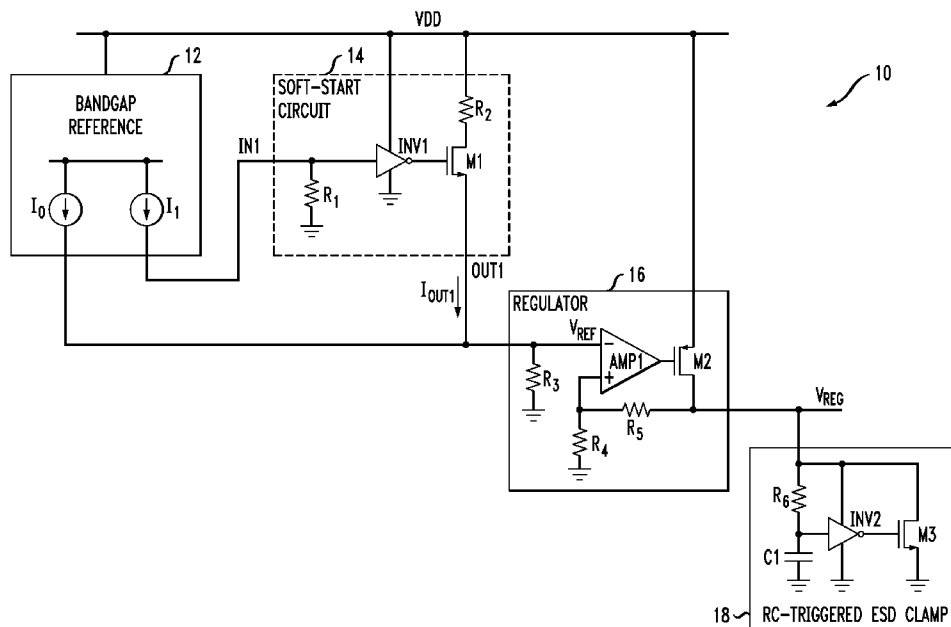 VDD
12
14
10
BANDGAP
REFERENCE
SOFT-START
CIRCUIT
R2
IN1
INV1
M1
R1
I0
I1
OUT1
IOUT1
16
REGULATOR
VREF
AMP1
M2
R3
VREG
R5
R4
R6
INV2
M3
C1
18
RC-TRIGGERED ESD CLAMP